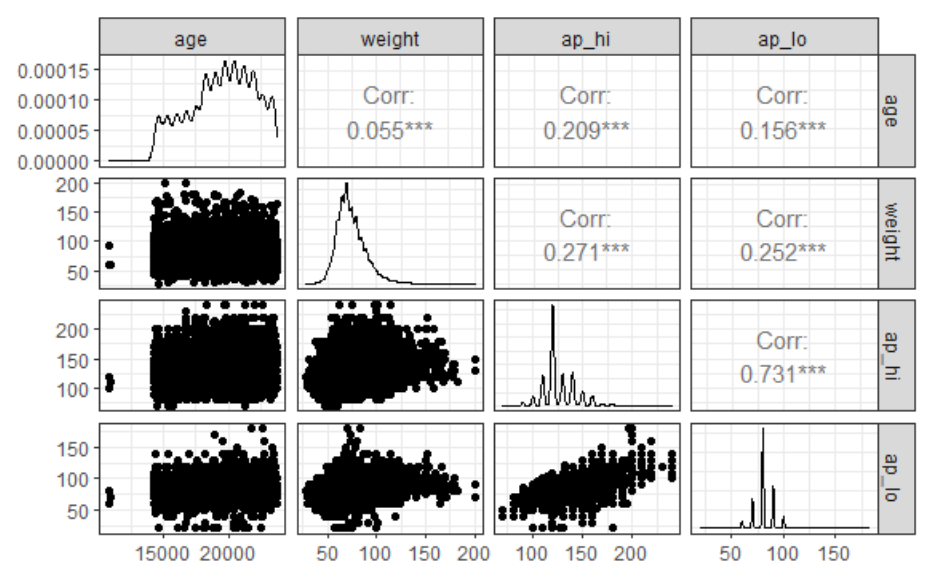 age weight ap_hi ap_lo
0.00015
0.00010
0.00005
0.00000
Corr:
0.055***
Corr:
0.209***
Corr:
0.156***
age
200
150
100
50
Corr:
0.271***
Corr:
0.252***
weight
200
150
100
Corr:
0.731***
ap_hi
150
100
50
ap_lo
15000 20000 50 100 150 200 100 150 200 50 100 150